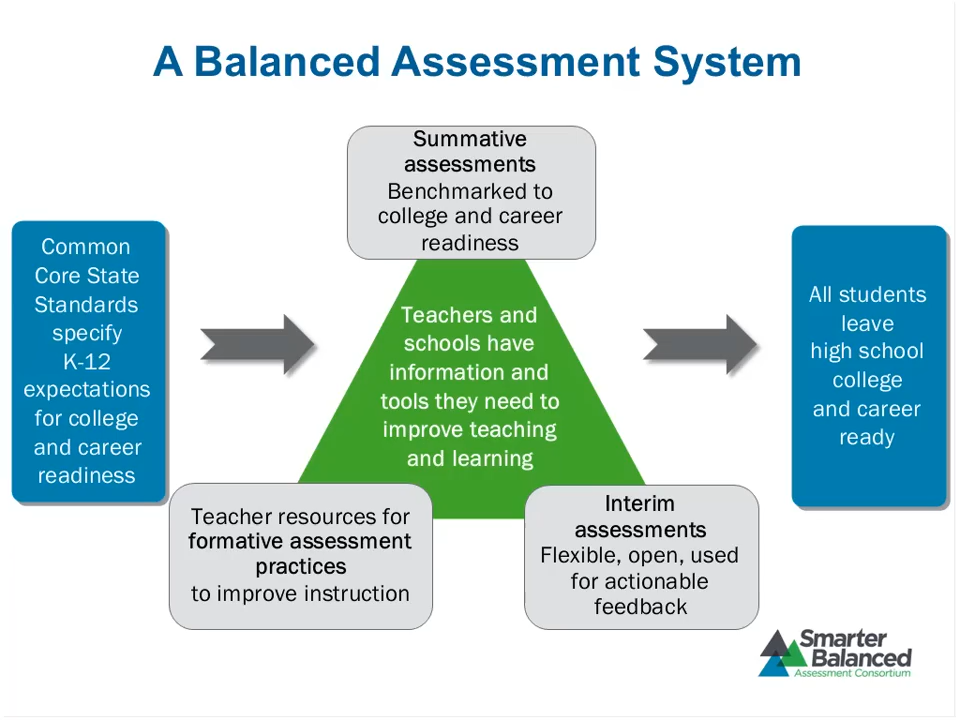 A Balanced Assessment System
Summative
assessments
Benchmarked to
college and career
readiness
Common
Core State
Standards
specify
K-12
expectations
for college
and career
readiness
Teachers and
schools have
information and
tools they need to
improve teaching
and learning
All students
leave
high school
college
and career
ready
Teacher resources for
formative assessment
practices
to improve instruction
Interim
assessments
Flexible, open, used
for actionable
feedback
Smarter
Balanced
Assessment Consortium